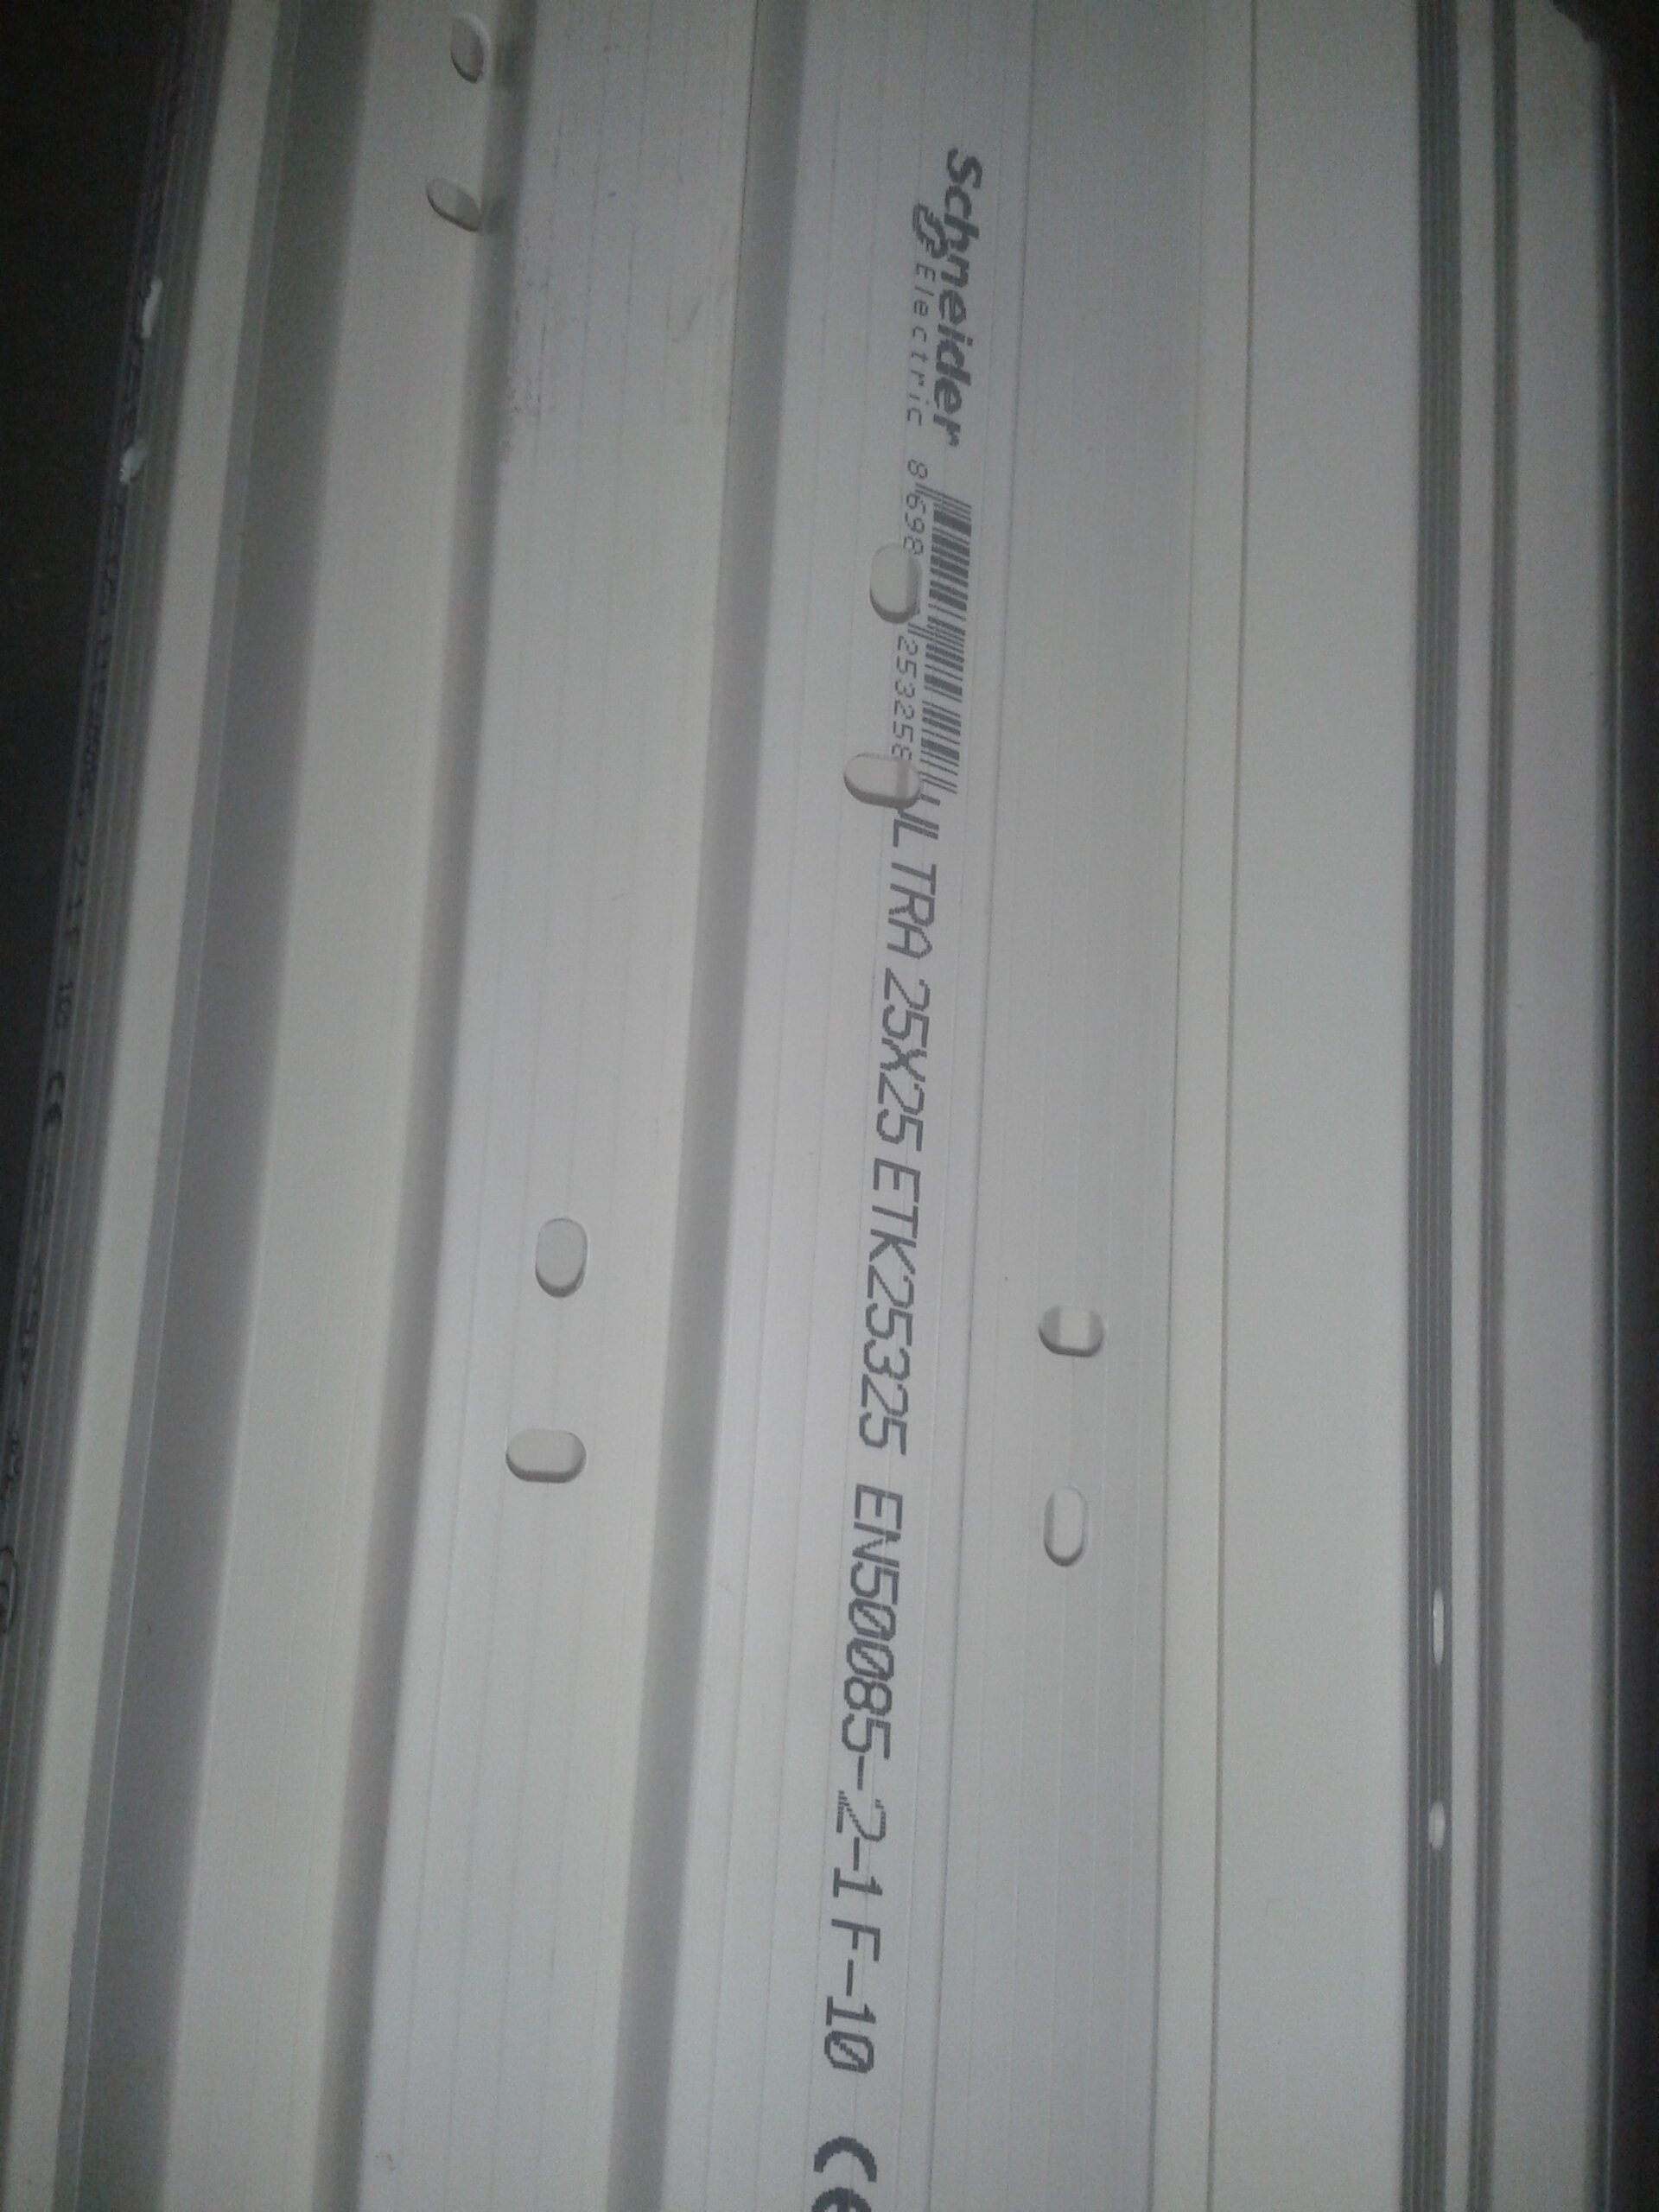 Schneider
Electric
8 698 253258
ULTRA 25X25 ETK25325 EN50085-2-1 F-10 CE